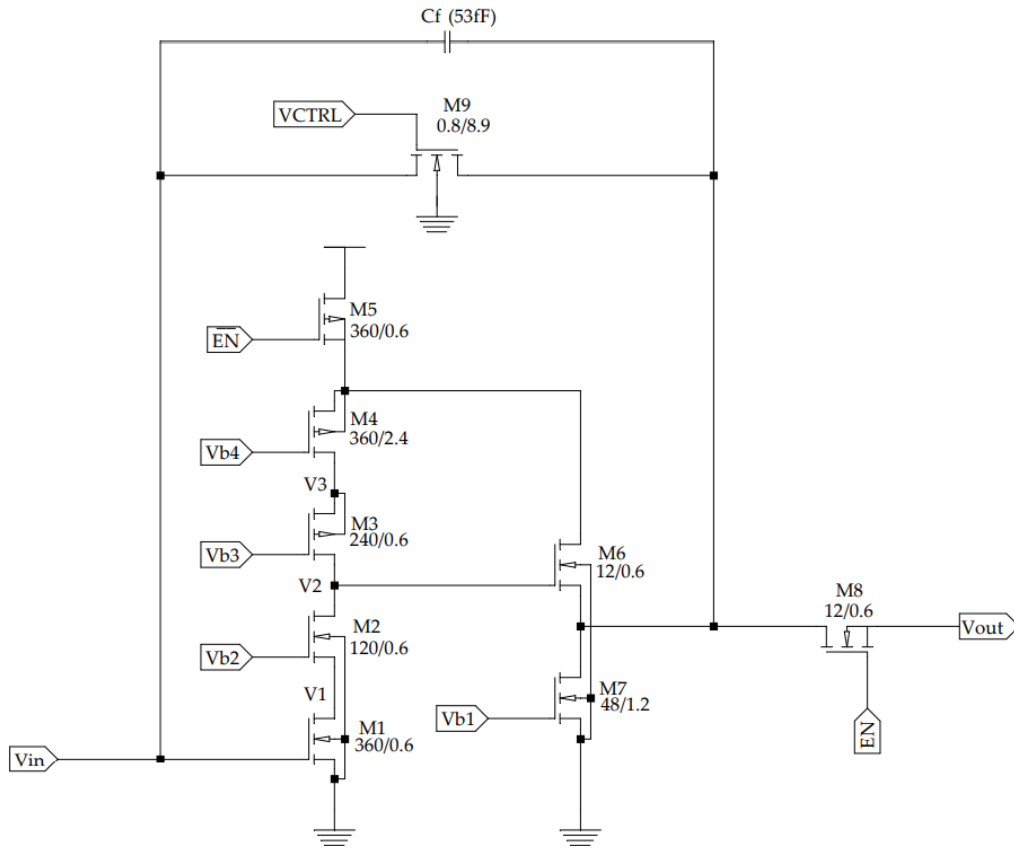 Cf (53fF)
VCTRL
M9
0.8/8.9
M5
360/0.6
EN
M4
360/2.4
Vb4
V3
M3
240/0.6
Vb3
M6
12/0.6
V2
M8
12/0.6
M2
120/0.6
Vout
Vb2
V1
M7
48/1.2
Vb1
M1
360/0.6
EN
Vin